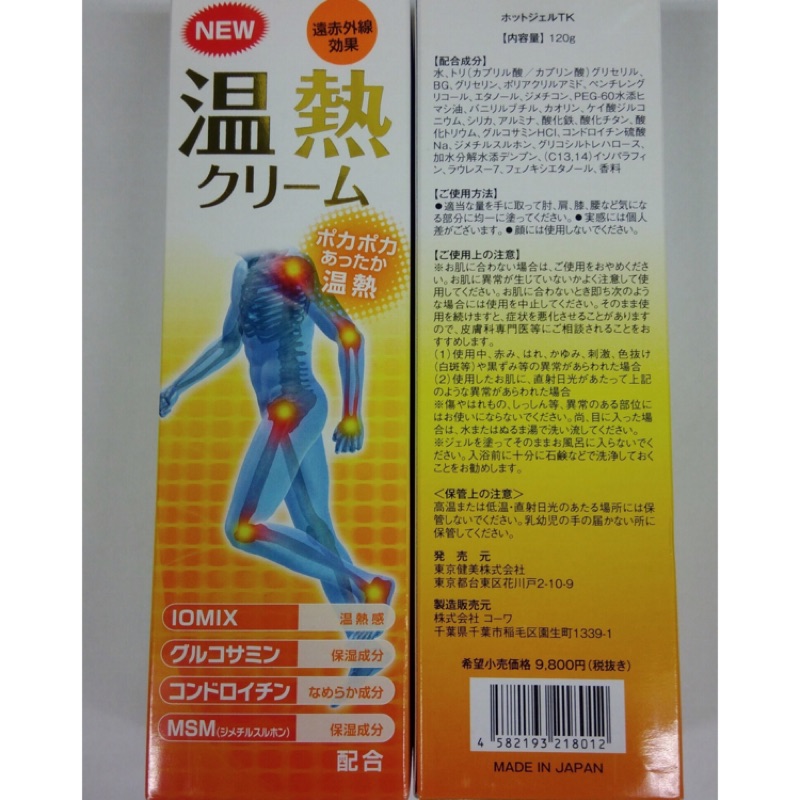 NEW
遠赤外線
効果
温熱
クリーム
ポカポカ
あったか
温熱
IOMIX 温熱感
グルコサミン 保湿成分
コンドロイチン なめらか成分
MSM(ジメチルスルホン) 保湿成分
配合
ホットジェルTK
【内容量】120g
【配合成分】
水、トリ(カプリル酸/カプリン酸)グリセリル、
BG、グリセリン、ポリアクリルアミド、ペンチレング
リコール、エタノール、ジメチコン、PEG-60水添ヒ
マシ油、バニリルブチル、カオリン、ケイ酸ジルコ
ニウム、シリカ、アルミナ、酸化鉄、酸化チタン、酸
化トリウム、グルコサミンHCl、コンドロイチン硫酸
Na、ジメチルスルホン、グリコシルトレハロース、
加水分解水添デンプン、(C13,14)イソパラフィ
ン、ラウレス-7、フェノキシエタノール、香料
【ご使用方法】
●適当な量を手に取って肘、肩、膝、腰など気にな
る部分に均一に塗ってください。●実感には個人
差がございます。●顔には使用しないでください。
【ご使用上の注意】
※お肌に合わない場合は、ご使用をおやめくださ
い。お肌に異常が生じていないかよく注意して使
用してください。お肌に合わないとき即ち次のよう
な場合には使用を中止してください。そのまま使
用を続けますと、症状を悪化させることがあります
ので、皮膚科専門医等にご相談されることをお
すすめします。
(1)使用中、赤み、はれ、かゆみ、刺激、色抜け
(白斑等)や黒ずみ等の異常があらわれた場合
(2)使用したお肌に、直射日光があたって上記
のような異常があらわれた場合
※傷やはれもの、しっしん等、異常のある部位に
はお使いにならないでください。尚、目に入った場
合は、水またはぬるま湯で洗い流してください。
※ジェルを塗ってそのままお風呂に入らないでく
ださい。入浴前に十分に石鹸などで洗浄しておく
ことをお勧めします。
<保管上の注意>
高温または低温・直射日光のあたる場所には保
管しないでください。乳幼児の手の届かない所に
保管してください。
発売元
東京健美株式会社
東京都台東区花川戸2-10-9
製造販売元
株式会社 コーワ
千葉県千葉市稲毛区園生町1339-1
希望小売価格 9,800円(税抜き)
4 582193 218012
MADE IN JAPAN